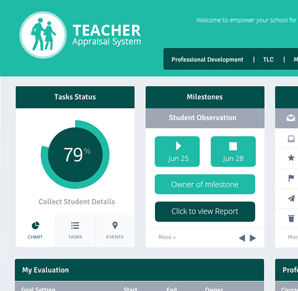 TEACHER
Appraisal System
Welcome to empower your school for
Professional Development | TLC |
Tasks Status
79%
Collect Student Details
CHART
TASKS
EVENTS
Milestones
Student Observation
Jun 25
Jun 28
Owner of milestone
Click to view Report
More -
My Evaluation
Goal Setting Start End Owner